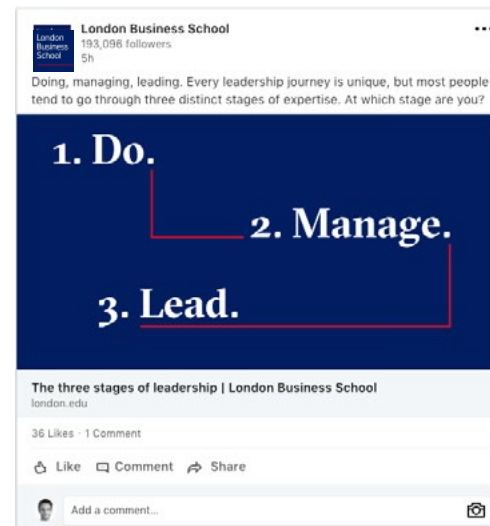 London
Business
School
London Business School
193,096 followers
5h
Doing, managing, leading. Every leadership journey is unique, but most people
tend to go through three distinct stages of expertise. At which stage are you?
1. Do.
2. Manage.
3. Lead.
The three stages of leadership | London Business School
london.edu
36 Likes · 1 Comment
Like Comment Share
Add a comment...